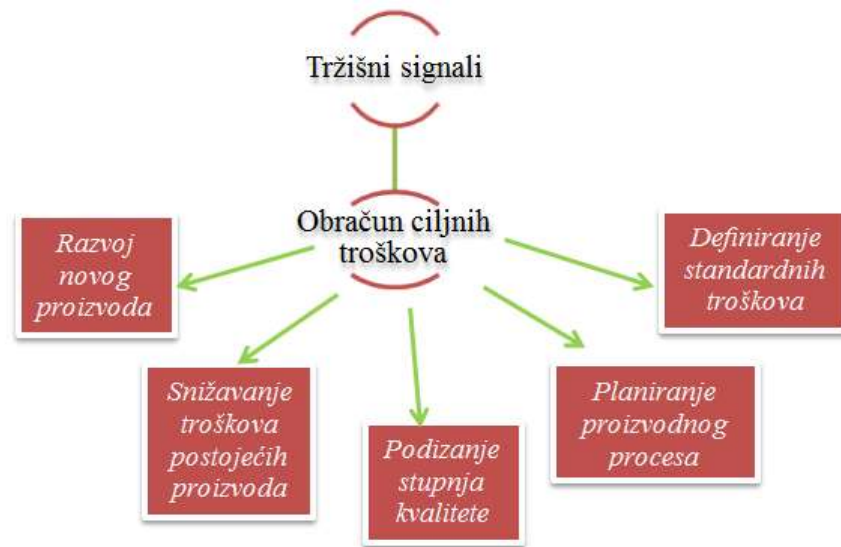 Tržišni signali
Obračun ciljnih
troškova
Razvoj
novog
proizvoda
Snižavanje
troškova
postojećih
proizvoda
Podizanje
stupnja
kvalitete
Planiranje
proizvodnog
procesa
Definiranje
standardnih
troškova